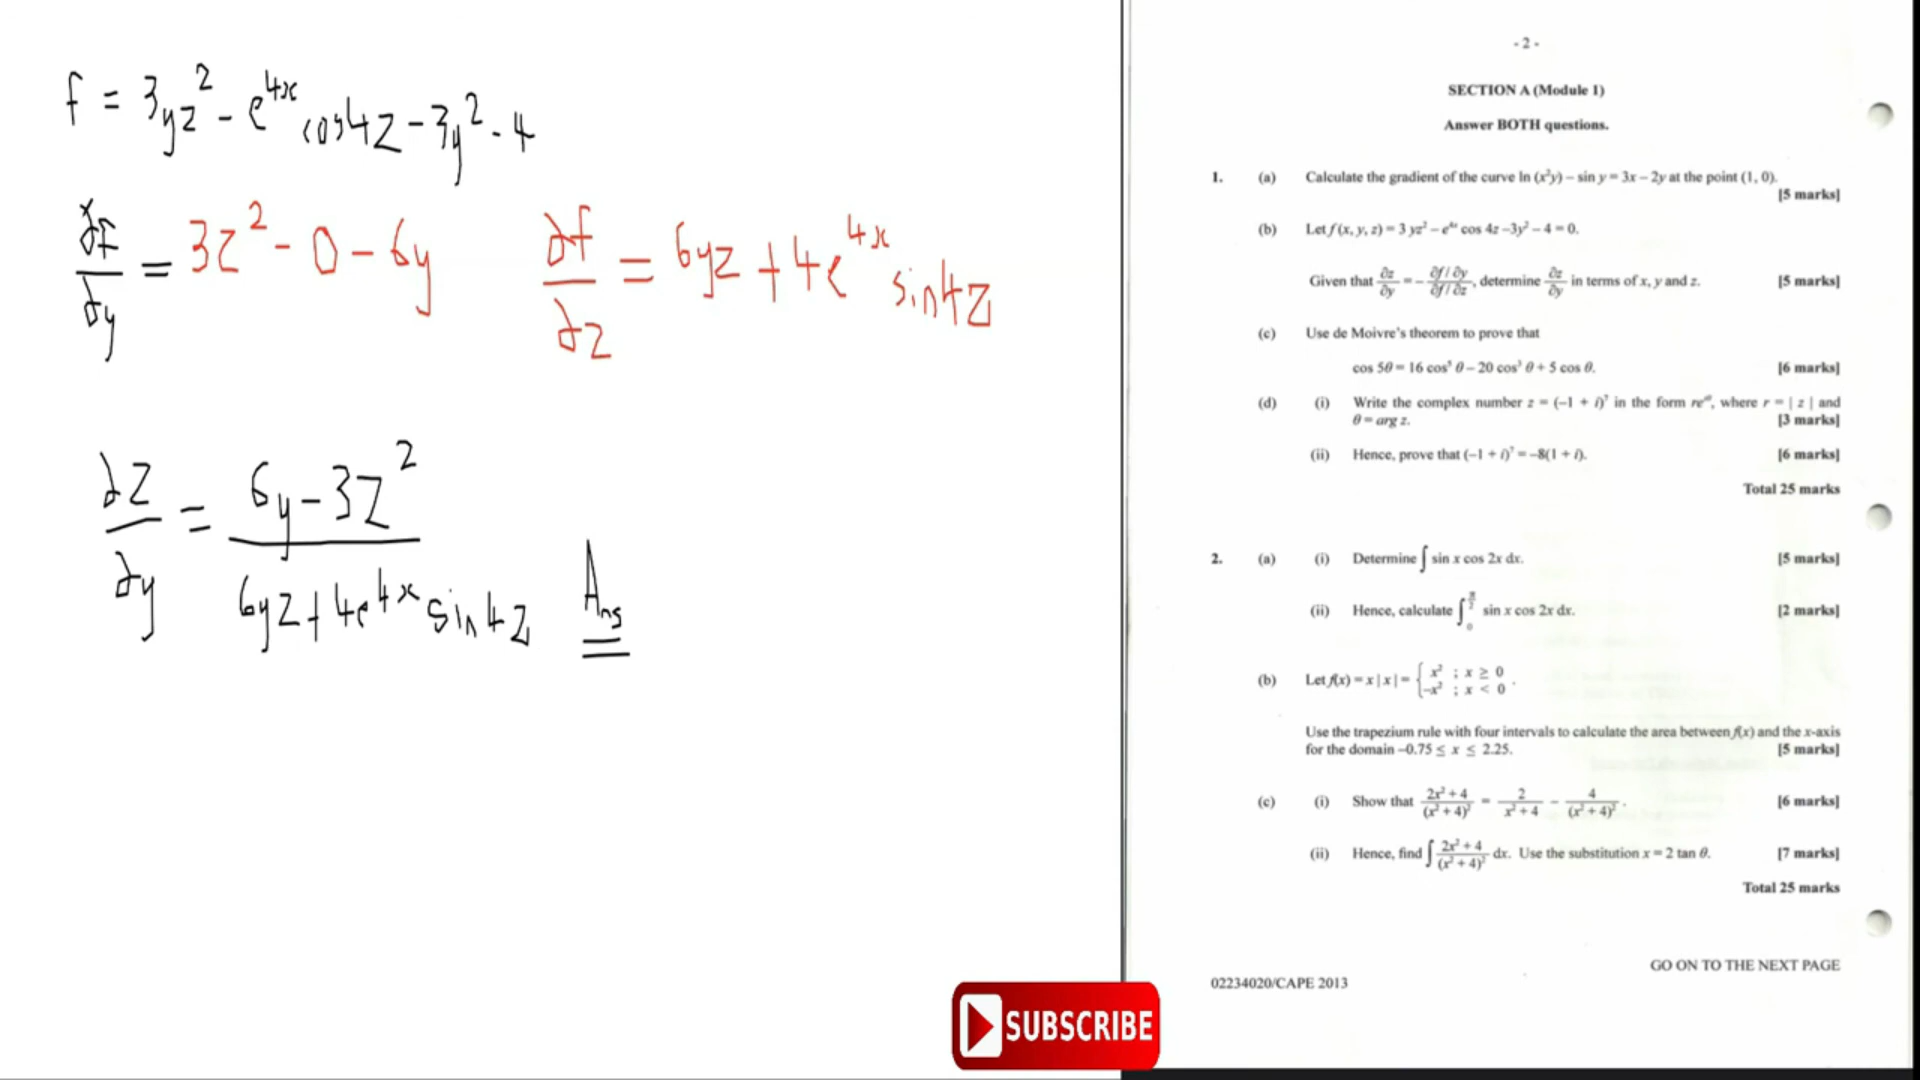 f = 3yz² - e^{4x} cos4z - 3y² - 4
∂f/∂y = 3z² - 0 - 6y    ∂f/∂z = 6yz + 4e^{4x} sin4z
∂z/∂y = (6y - 3z²)/(6yz + 4e^{4x} sin4z)    Ans
SUBSCRIBE
- 2 -
SECTION A (Module 1)
Answer BOTH questions.
1. (a) Calculate the gradient of the curve ln (x²y) – sin y = 3x – 2y at the point (1, 0).
[5 marks]
(b) Let f (x, y, z) = 3 yz² – e^{4x} cos 4z –3y² – 4 = 0.
Given that ∂z/∂y = – (∂f / ∂y)/(∂f / ∂z), determine ∂z/∂y in terms of x, y and z. [5 marks]
(c) Use de Moivre's theorem to prove that
cos 5θ = 16 cos⁵ θ – 20 cos³ θ + 5 cos θ. [6 marks]
(d) (i) Write the complex number z = (–1 + i)⁷ in the form re^{iθ}, where r = | z | and
θ = arg z. [3 marks]
(ii) Hence, prove that (–1 + i)⁷ = –8(1 + i). [6 marks]
Total 25 marks
2. (a) (i) Determine ∫ sin x cos 2x dx. [5 marks]
(ii) Hence, calculate ∫₀^{π/2} sin x cos 2x dx. [2 marks]
(b) Let f(x) = x | x | = { x² ; x ≥ 0
–x² ; x < 0 .
Use the trapezium rule with four intervals to calculate the area between f(x) and the x-axis
for the domain –0.75 ≤ x ≤ 2.25. [5 marks]
(c) (i) Show that (2x² + 4)/(x² + 4)² = 2/(x² + 4) – 4/(x² + 4)² . [6 marks]
(ii) Hence, find ∫ (2x² + 4)/(x² + 4)² dx. Use the substitution x = 2 tan θ. [7 marks]
Total 25 marks
GO ON TO THE NEXT PAGE
02234020/CAPE 2013